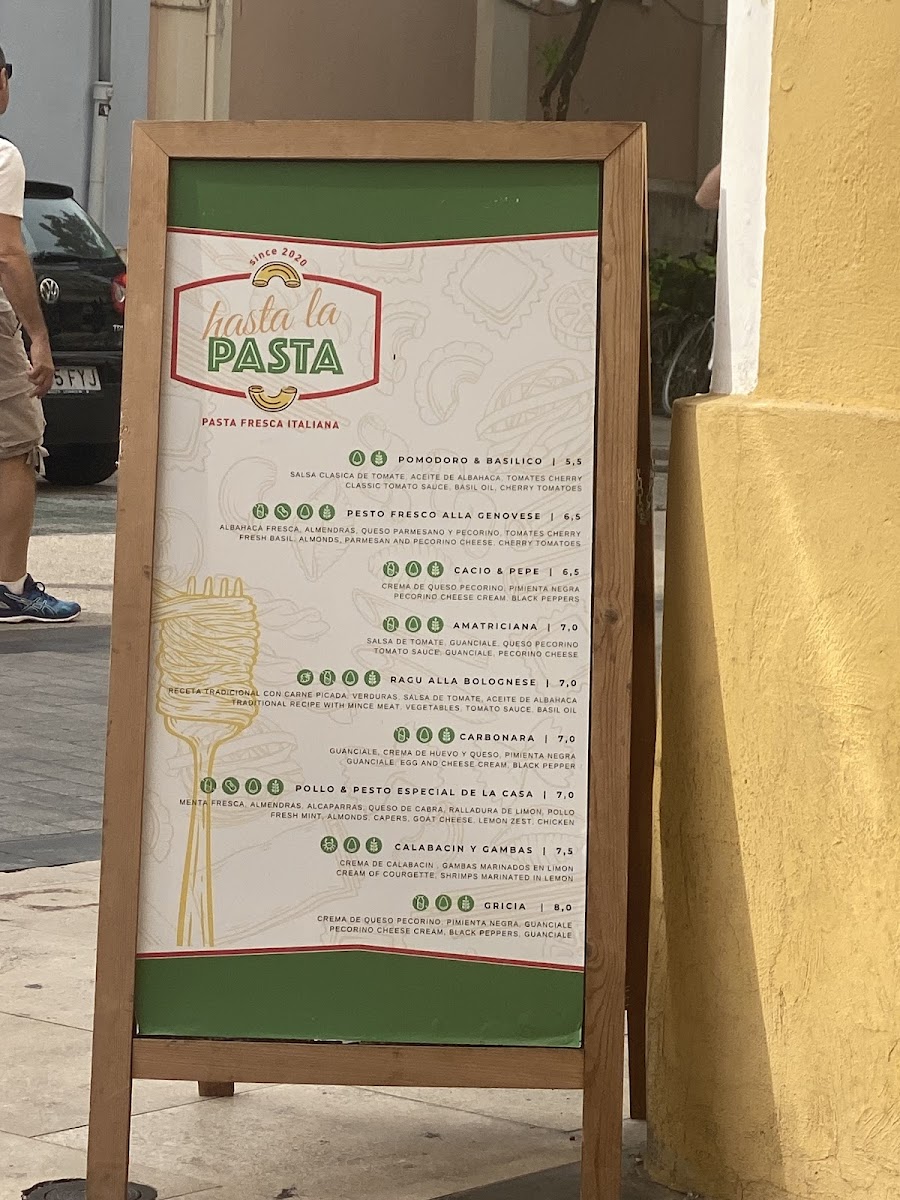 since 2020
hasta la
PASTA
PASTA FRESCA ITALIANA
POMODORO & BASILICO | 5,5
SALSA CLASICA DE TOMATE, ACEITE DE ALBAHACA, TOMATES CHERRY
CLASSIC TOMATO SAUCE, BASIL OIL, CHERRY TOMATOES
PESTO FRESCO ALLA GENOVESE | 6,5
ALBAHACA FRESCA, ALMENDRAS, QUESO PARMESANO Y PECORINO, TOMATES CHERRY
FRESH BASIL, ALMONDS, PARMESAN AND PECORINO CHEESE, CHERRY TOMATOES
CACIO & PEPE | 6,5
CREMA DE QUESO PECORINO, PIMIENTA NEGRA
PECORINO CHEESE CREAM, BLACK PEPPERS
AMATRICIANA | 7,0
SALSA DE TOMATE, GUANCIALE, QUESO PECORINO
TOMATO SAUCE, GUANCIALE, PECORINO CHEESE
RAGU ALLA BOLOGNESE | 7,0
RECETA TRADICIONAL CON CARNE PICADA, VERDURAS, SALSA DE TOMATE, ACEITE DE ALBAHACA
TRADITIONAL RECIPE WITH MINCE MEAT, VEGETABLES, TOMATO SAUCE, BASIL OIL
CARBONARA | 7,0
GUANCIALE, CREMA DE HUEVO Y QUESO, PIMIENTA NEGRA
GUANCIALE, EGG AND CHEESE CREAM, BLACK PEPPER
POLLO & PESTO ESPECIAL DE LA CASA | 7,0
MENTA FRESCA, ALMENDRAS, ALCAPARRAS, QUESO DE CABRA, RALLADURA DE LIMON, POLLO
FRESH MINT, ALMONDS, CAPERS, GOAT CHEESE, LEMON ZEST, CHICKEN
CALABACIN Y GAMBAS | 7,5
CREMA DE CALABACIN, GAMBAS MARINADOS EN LIMON
CREAM OF COURGETTE, SHRIMPS MARINATED IN LEMON
GRICIA | 8,0
CREMA DE QUESO PECORINO, PIMIENTA NEGRA, GUANCIALE
PECORINO CHEESE CREAM, BLACK PEPPERS, GUANCIALE
5 FYJ